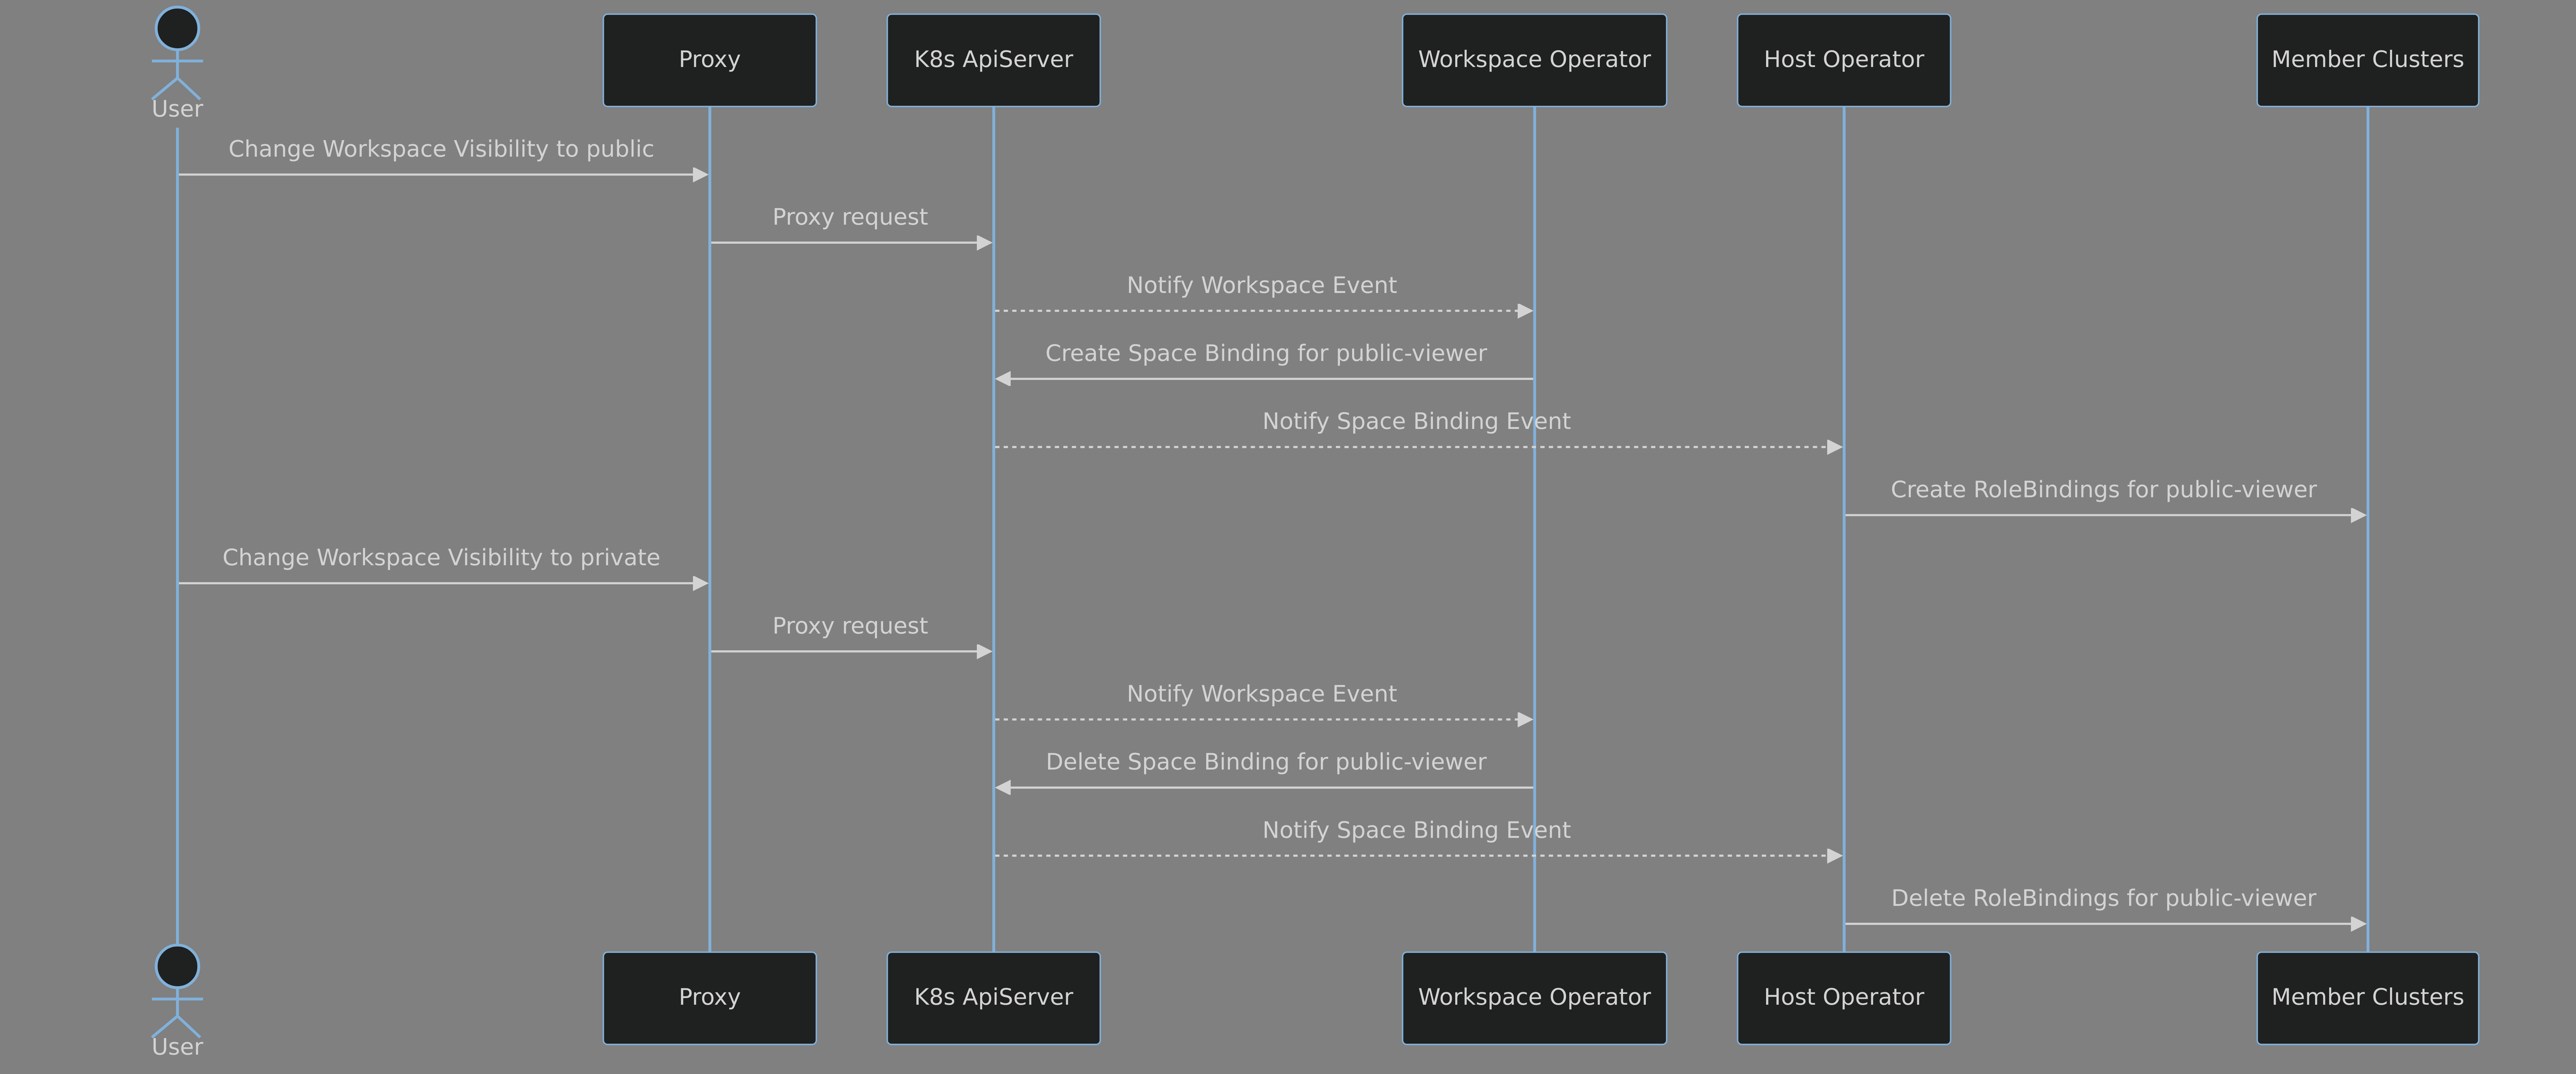 User
Proxy
K8s ApiServer
Workspace Operator
Host Operator
Member Clusters
Change Workspace Visibility to public
Proxy request
Notify Workspace Event
Create Space Binding for public-viewer
Notify Space Binding Event
Create RoleBindings for public-viewer
Change Workspace Visibility to private
Proxy request
Notify Workspace Event
Delete Space Binding for public-viewer
Notify Space Binding Event
Delete RoleBindings for public-viewer
User
Proxy
K8s ApiServer
Workspace Operator
Host Operator
Member Clusters